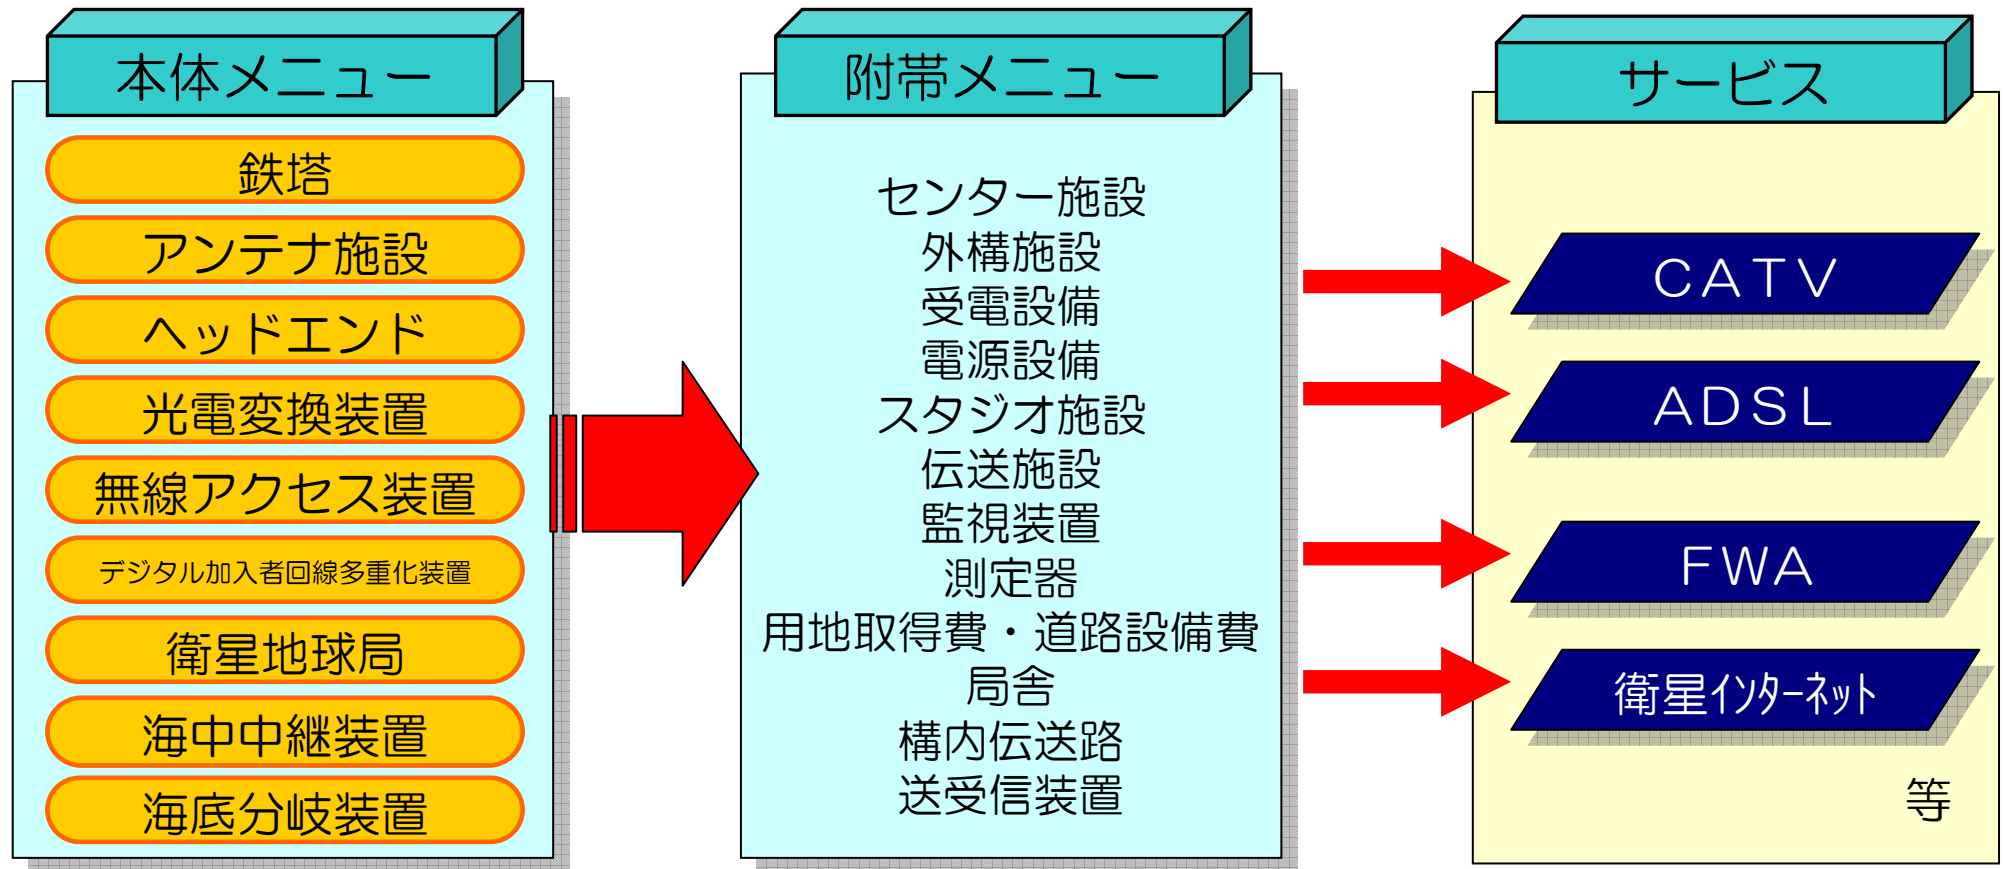 本体メニュー
鉄塔
アンテナ施設
ヘッドエンド
光電変換装置
無線アクセス装置
デジタル加入者回線多重化装置
衛星地球局
海中中継装置
海底分岐装置
附帯メニュー
センター施設
外構施設
受電設備
電源設備
スタジオ施設
伝送施設
監視装置
測定器
用地取得費・道路設備費
局舎
構内伝送路
送受信装置
サービス
ＣＡＴＶ
ＡＤＳＬ
ＦＷＡ
衛星ｲﾝﾀｰﾈｯﾄ
等